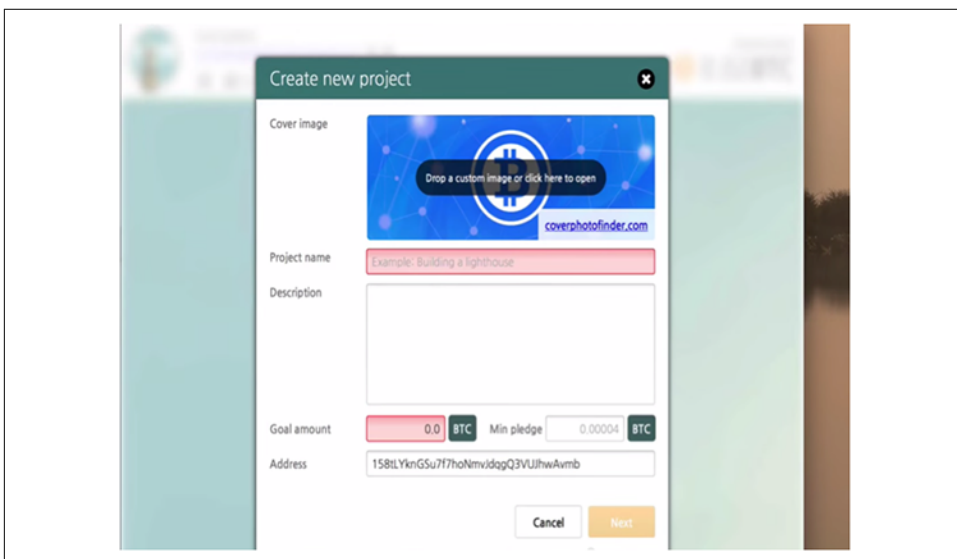 Create new project
Cover image
Drop a custom image or click here to open
coverphotofinder.com
Project name
Example: Building a lighthouse
Description
Goal amount 0.0 BTC Min pledge 0.00004 BTC
Address 158tLYknGSu7f7hoNmvJdqgQ3VUJhwAvmb
Cancel Next